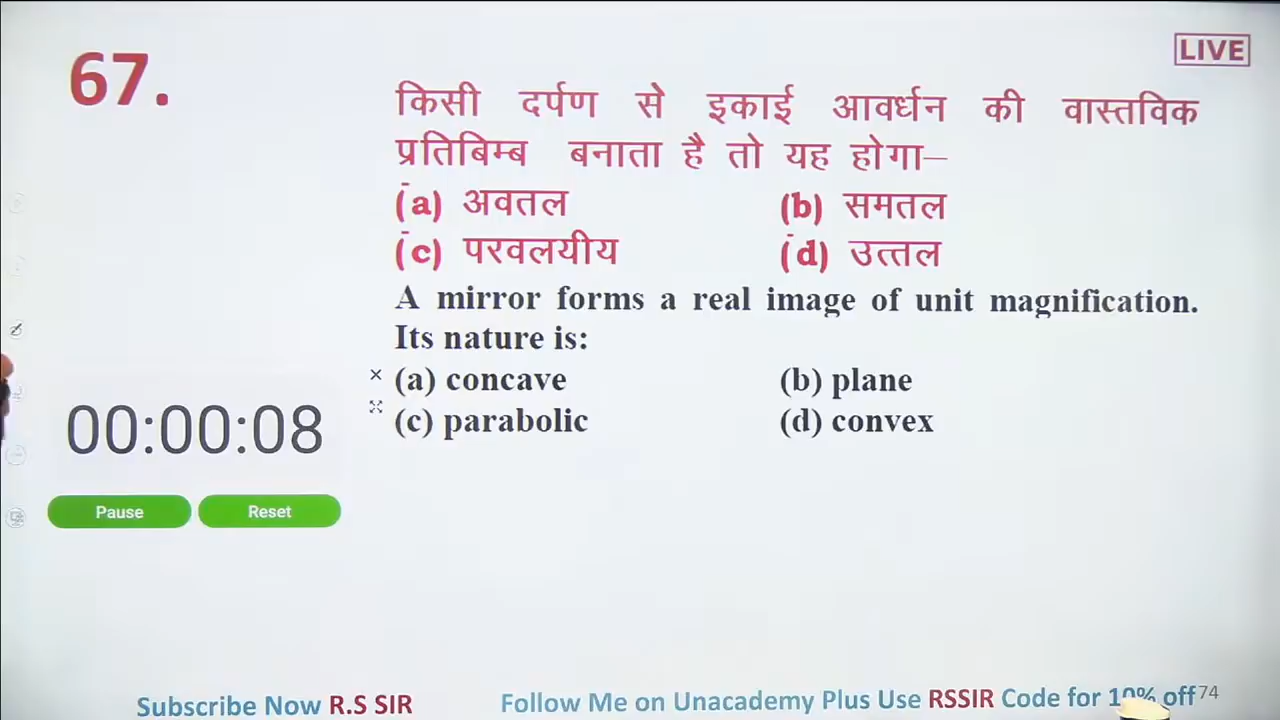 67.
LIVE
किसी दर्पण से इकाई आवर्धन की वास्तविक
प्रतिबिम्ब बनाता है तो यह होगा–
(a) अवतल (b) समतल
(c) परवलयीय (d) उत्तल
A mirror forms a real image of unit magnification.
Its nature is:
(a) concave (b) plane
(c) parabolic (d) convex
00:00:08
Pause Reset
Subscribe Now R.S SIR Follow Me on Unacademy Plus Use RSSIR Code for 10% off 74